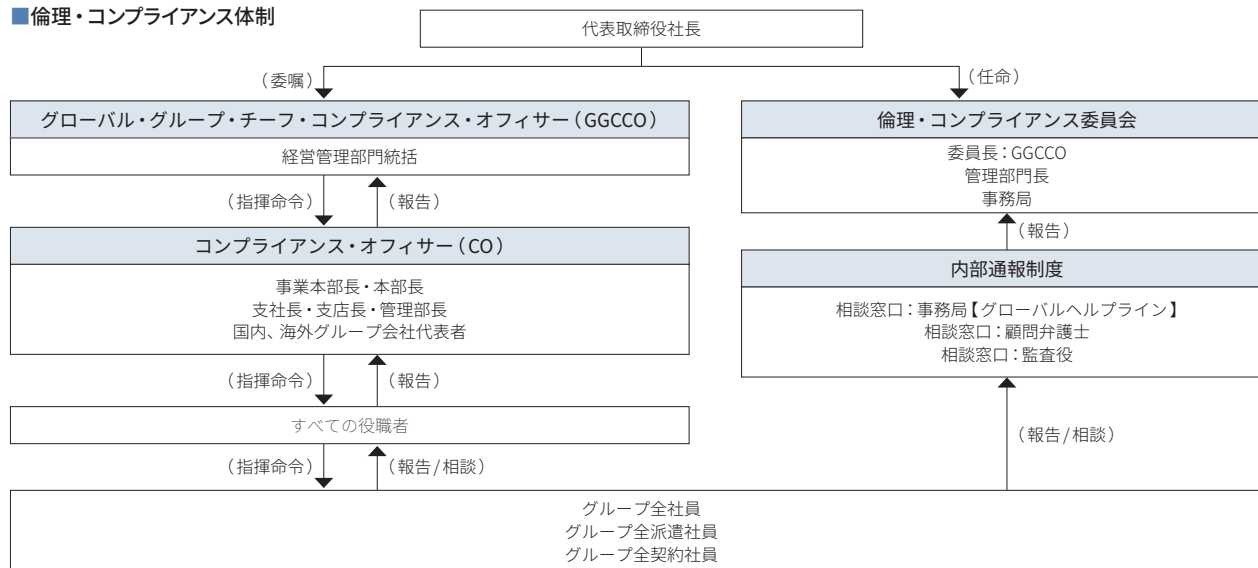 ■倫理・コンプライアンス体制
代表取締役社長
（委嘱）
（任命）
グローバル・グループ・チーフ・コンプライアンス・オフィサー（GGCCO）
経営管理部門統括
倫理・コンプライアンス委員会
委員長：GGCCO
管理部門長
事務局
（指揮命令）
（報告）
（報告）
コンプライアンス・オフィサー（CO）
事業本部長・本部長
支社長・支店長・管理部長
国内、海外グループ会社代表者
内部通報制度
相談窓口：事務局【グローバルヘルプライン】
相談窓口：顧問弁護士
相談窓口：監査役
（指揮命令）
（報告）
すべての役職者
（報告/相談）
（指揮命令）
（報告/相談）
グループ全社員
グループ全派遣社員
グループ全契約社員